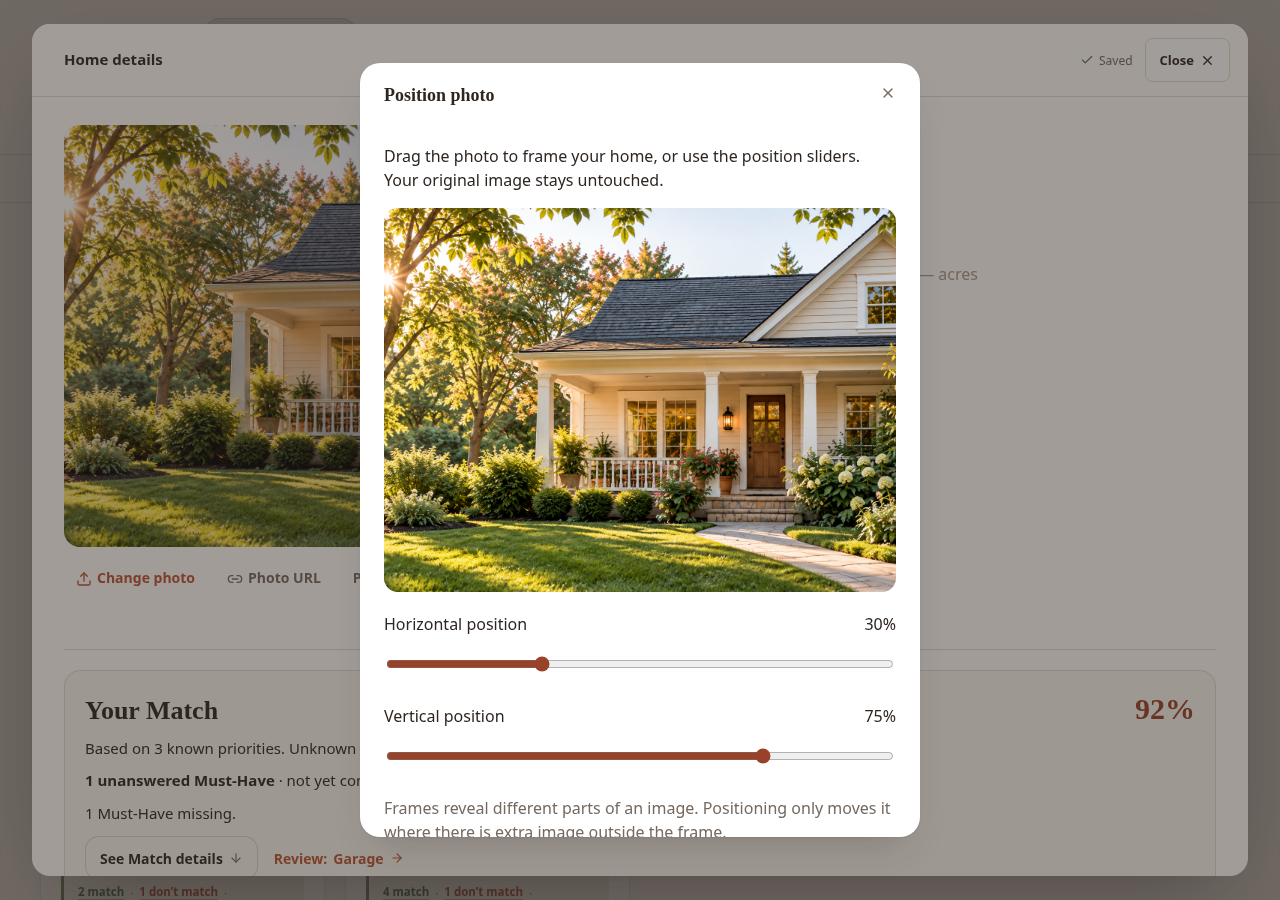 Home details
Saved
Close
Position photo
Drag the photo to frame your home, or use the position sliders.
Your original image stays untouched.
— acres
Change photo
Photo URL
Horizontal position
30%
Vertical position
75%
Frames reveal different parts of an image. Positioning only moves it
where there is extra image outside the frame.
Your Match
92%
Based on 3 known priorities. Unknown
1 unanswered Must-Have · not yet
1 Must-Have missing.
See Match details
Review: Garage
2 match · 1 don't match ·
4 match · 1 don't match ·